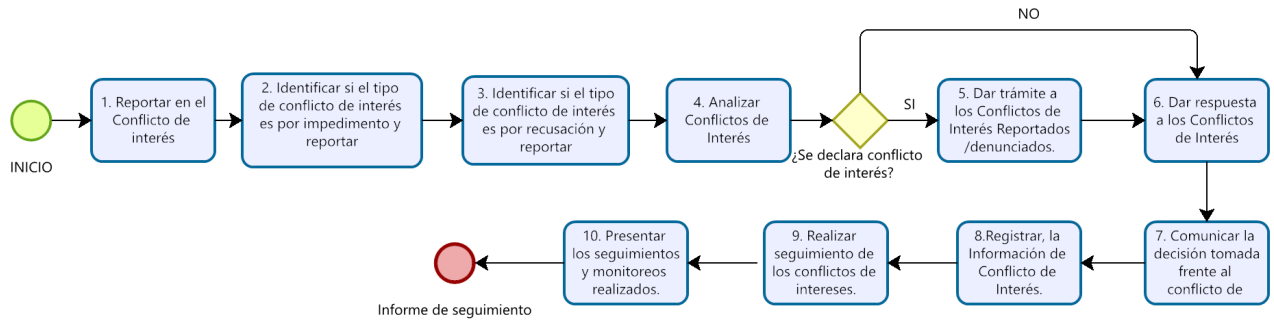 NO
1. Reportar en el
Conflicto de
interés
2. Identificar si el tipo
de conflicto de interés
es por impedimento y
reportar
3. Identificar si el tipo
de conflicto de interés
es por recusación y
reportar
4. Analizar
Conflictos de
Interés
SI
5. Dar trámite a
los Conflictos de
Interés Reportados
/denunciados.
6. Dar respuesta
a los Conflictos
de Interés
INICIO
¿Se declara conflicto
de interés?
7. Comunicar la
decisión tomada
frente al
conflicto de
8.Registrar, la
Información de
Conflicto de
Interés.
9. Realizar
seguimiento de
los conflictos de
intereses.
10. Presentar
los seguimientos
y monitoreos
realizados.
Informe de seguimiento